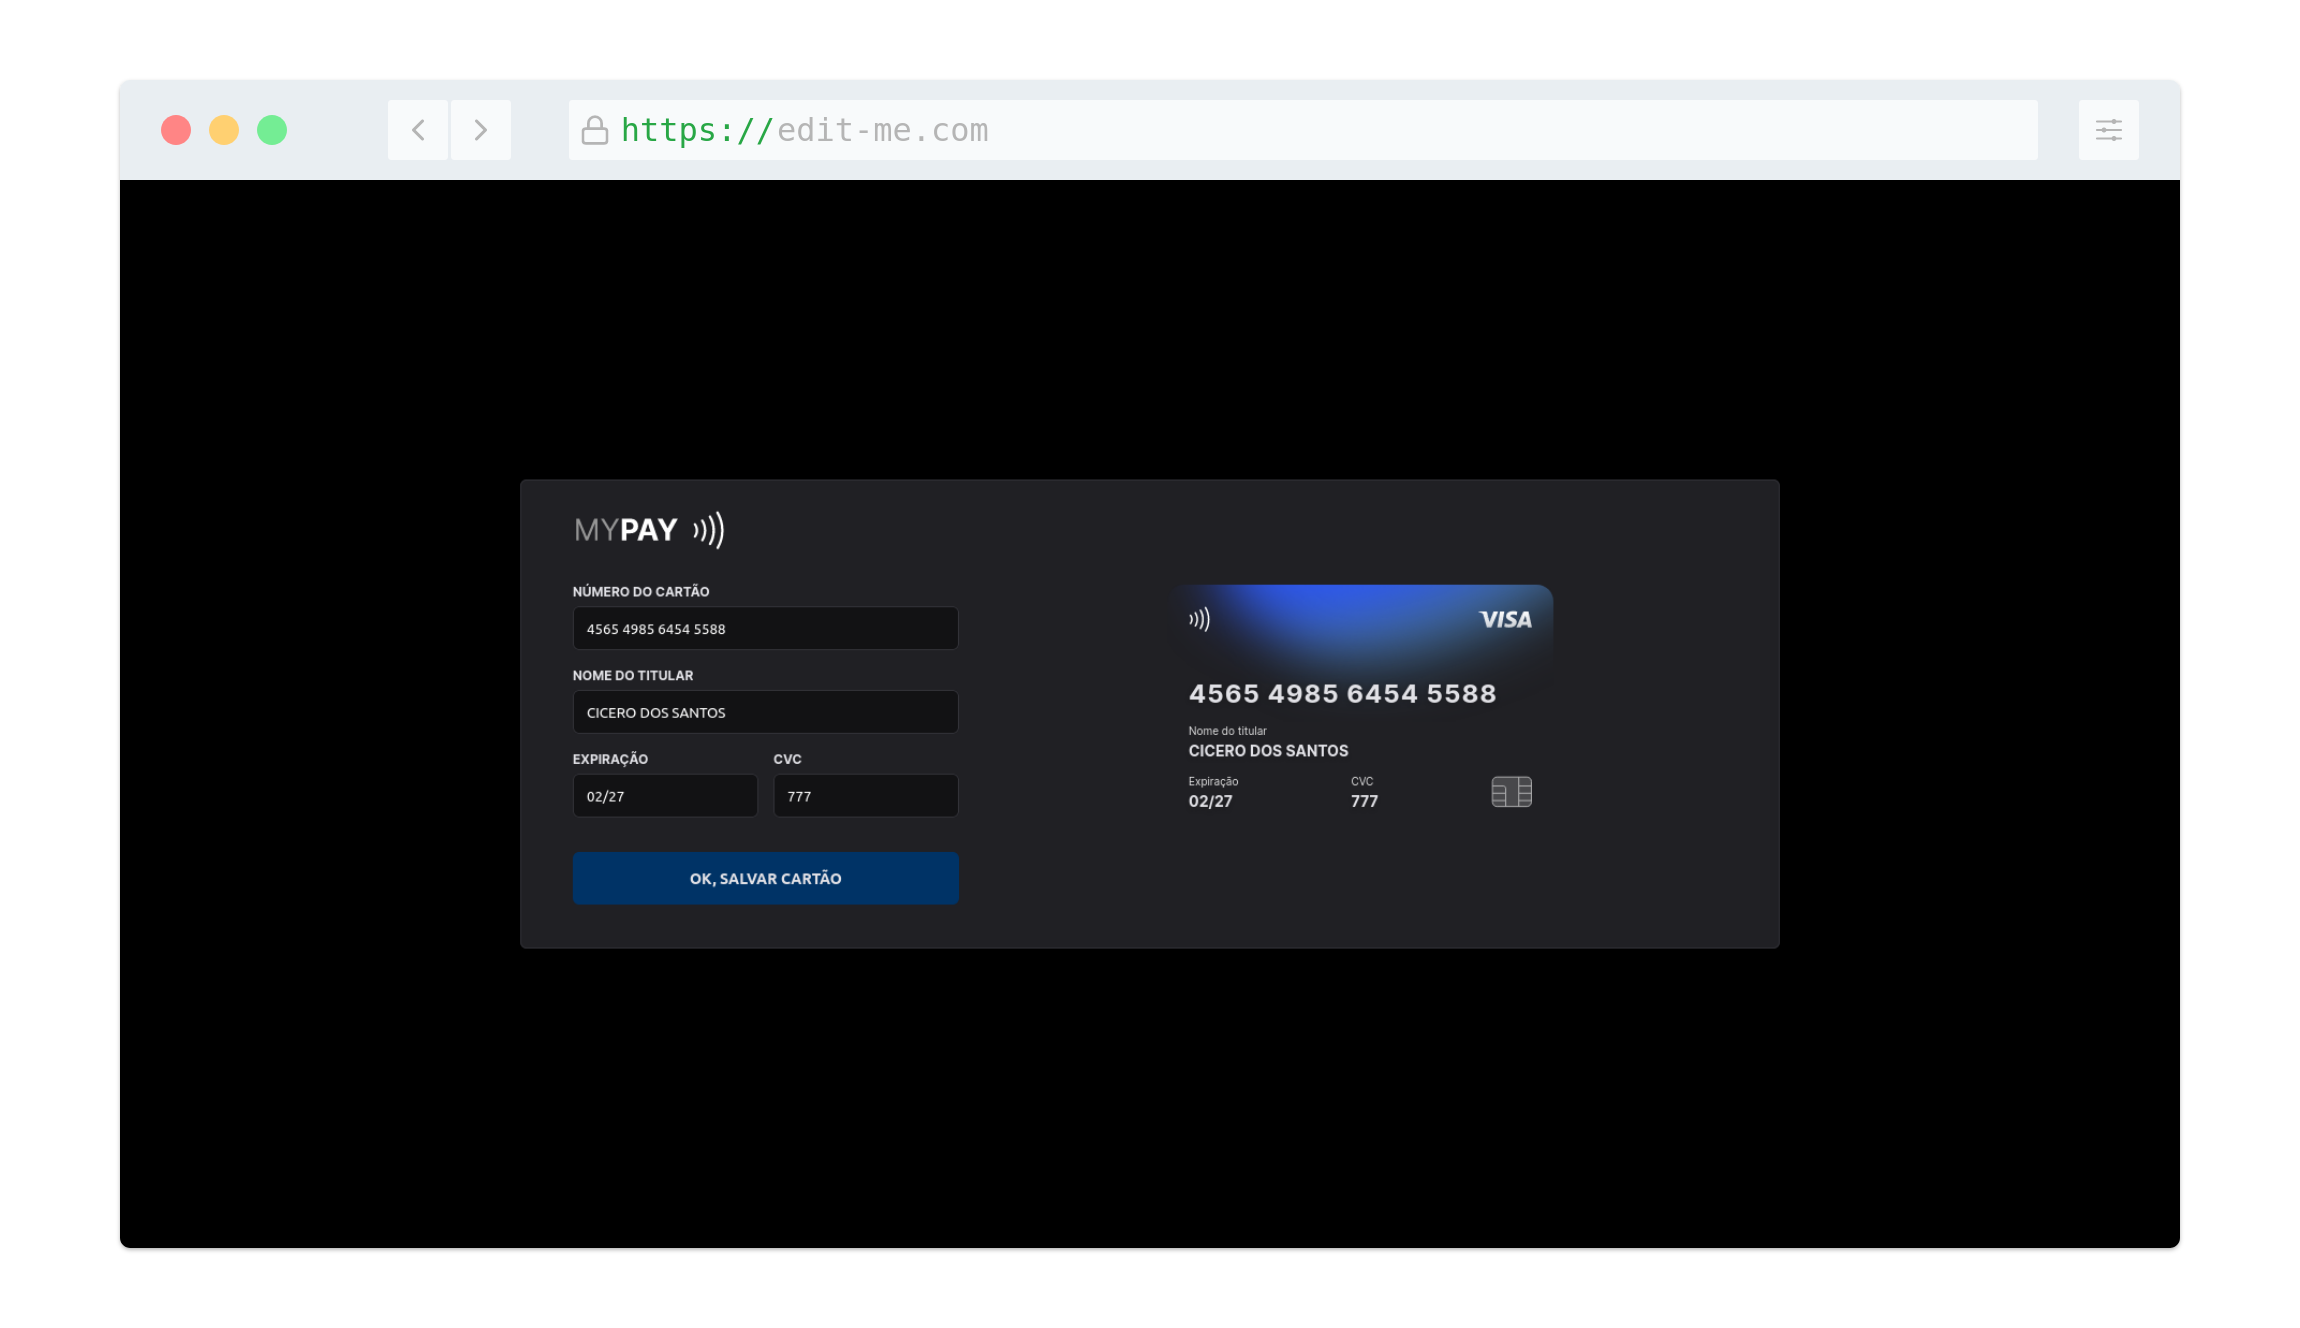 https://edit-me.com
MYPAY
NÚMERO DO CARTÃO
4565 4985 6454 5588
NOME DO TITULAR
CICERO DOS SANTOS
EXPIRAÇÃO CVC
02/27 777
OK, SALVAR CARTÃO
VISA
4565 4985 6454 5588
Nome do titular
CICERO DOS SANTOS
Expiração CVC
02/27 777